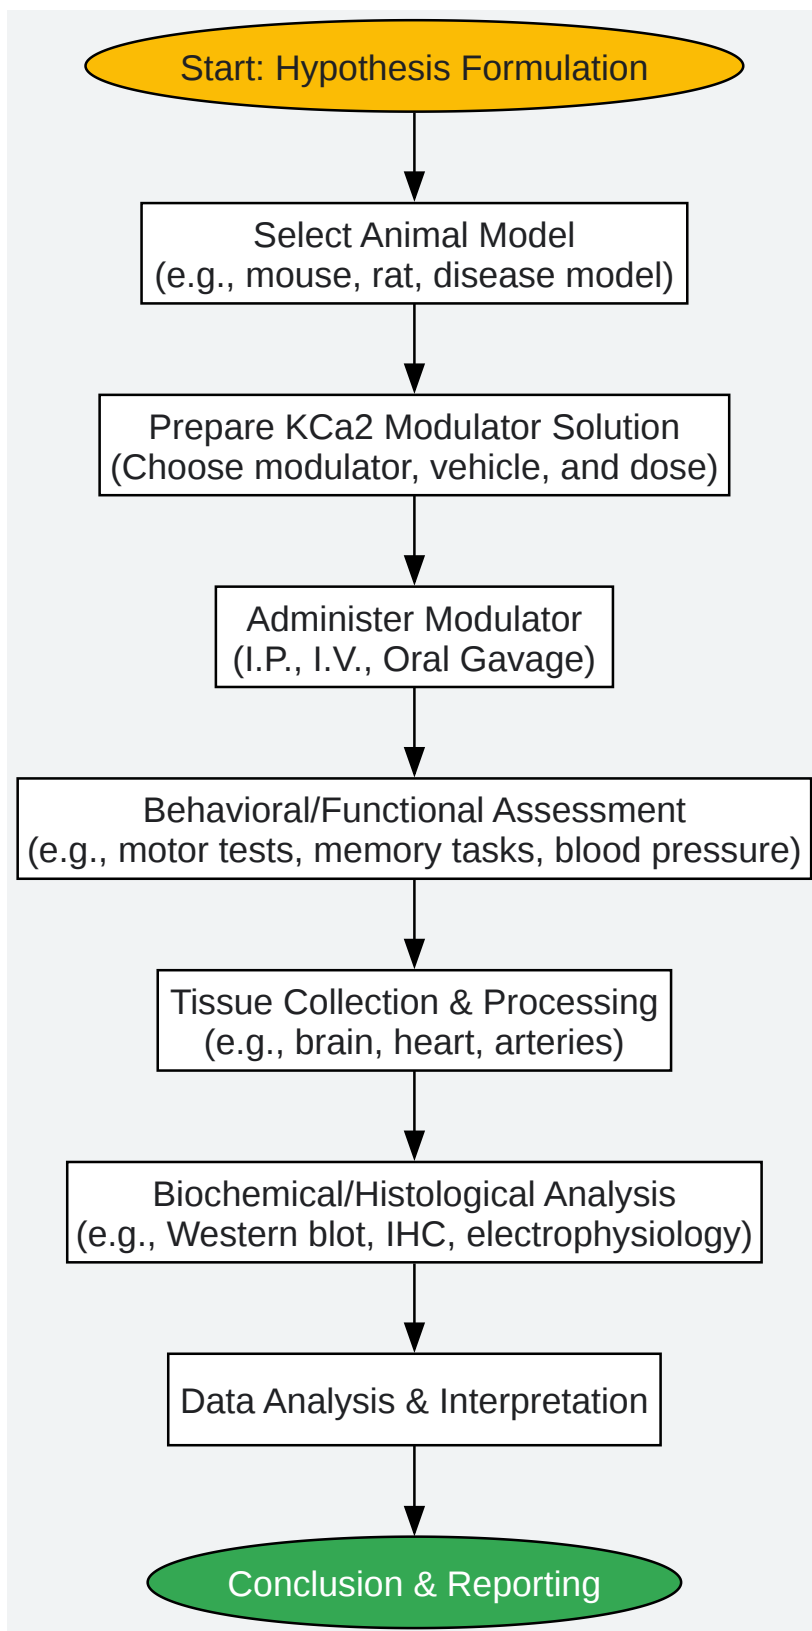 Start: Hypothesis Formulation
Select Animal Model
(e.g., mouse, rat, disease model)
Prepare KCa2 Modulator Solution
(Choose modulator, vehicle, and dose)
Administer Modulator
(I.P., I.V., Oral Gavage)
Behavioral/Functional Assessment
(e.g., motor tests, memory tasks, blood pressure)
Tissue Collection & Processing
(e.g., brain, heart, arteries)
Biochemical/Histological Analysis
(e.g., Western blot, IHC, electrophysiology)
Data Analysis & Interpretation
Conclusion & Reporting